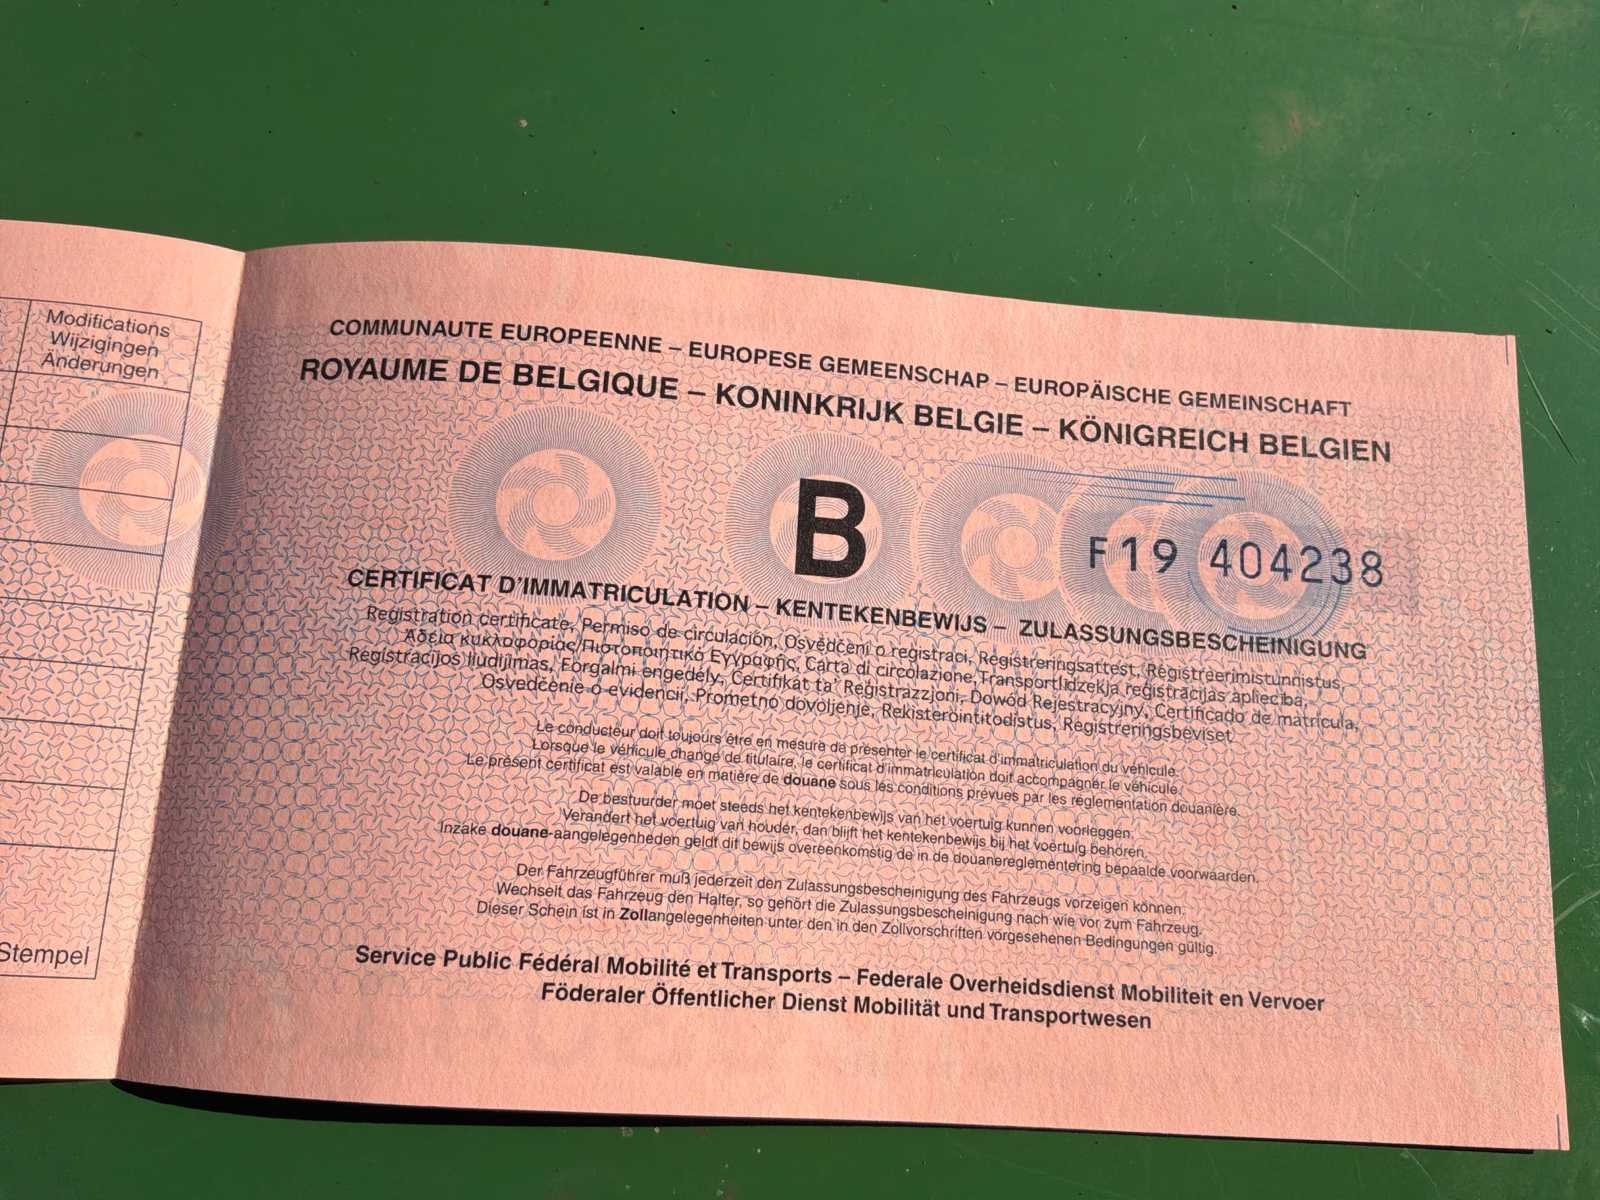 Modifications
Wijzigingen
Änderungen
Stempel
COMMUNAUTE EUROPEENNE – EUROPESE GEMEENSCHAP – EUROPÄISCHE GEMEINSCHAFT
ROYAUME DE BELGIQUE – KONINKRIJK BELGIE – KÖNIGREICH BELGIEN
B
F19 404238
CERTIFICAT D'IMMATRICULATION – KENTEKENBEWIJS – ZULASSUNGSBESCHEINIGUNG
Registration certificate, Permiso de circulación, Osvědčení o registraci, Registreringsattest, Registreerimistunnistus,
Άδεια κυκλοφορίας/Πιστοποιητικό Εγγραφής, Carta di circolazione, Transportlīdzekļa reģistrācijas apliecība,
Registracijos liudijimas, Forgalmi engedély, Ċertifikat ta' Reġistrazzjoni, Dowód Rejestracyjny, Certificado de matrícula,
Osvedčenie o evidencii, Prometno dovoljenje, Rekisteröintitodistus, Registreringsbeviset,
Le conducteur doit toujours être en mesure de présenter le certificat d'immatriculation du véhicule.
Lorsque le véhicule change de titulaire, le certificat d'immatriculation doit accompagner le véhicule.
Le présent certificat est valable en matière de douane sous les conditions prévues par les réglementation douanière.
De bestuurder moet steeds het kentekenbewijs van het voertuig kunnen voorleggen.
Verandert het voertuig van houder, dan blijft het kentekenbewijs bij het voertuig behoren.
Inzake douane-aangelegenheden geldt dit bewijs overeenkomstig de in de douanereglementering bepaalde voorwaarden.
Der Fahrzeugführer muß jederzeit den Zulassungsbescheinigung des Fahrzeugs vorzeigen können.
Wechselt das Fahrzeug den Halter, so gehört die Zulassungsbescheinigung nach wie vor zum Fahrzeug.
Dieser Schein ist in Zollangelegenheiten unter den in den Zollvorschriften vorgesehenen Bedingungen gültig.
Service Public Fédéral Mobilité et Transports – Federale Overheidsdienst Mobiliteit en Vervoer
Föderaler Öffentlicher Dienst Mobilität und Transportwesen